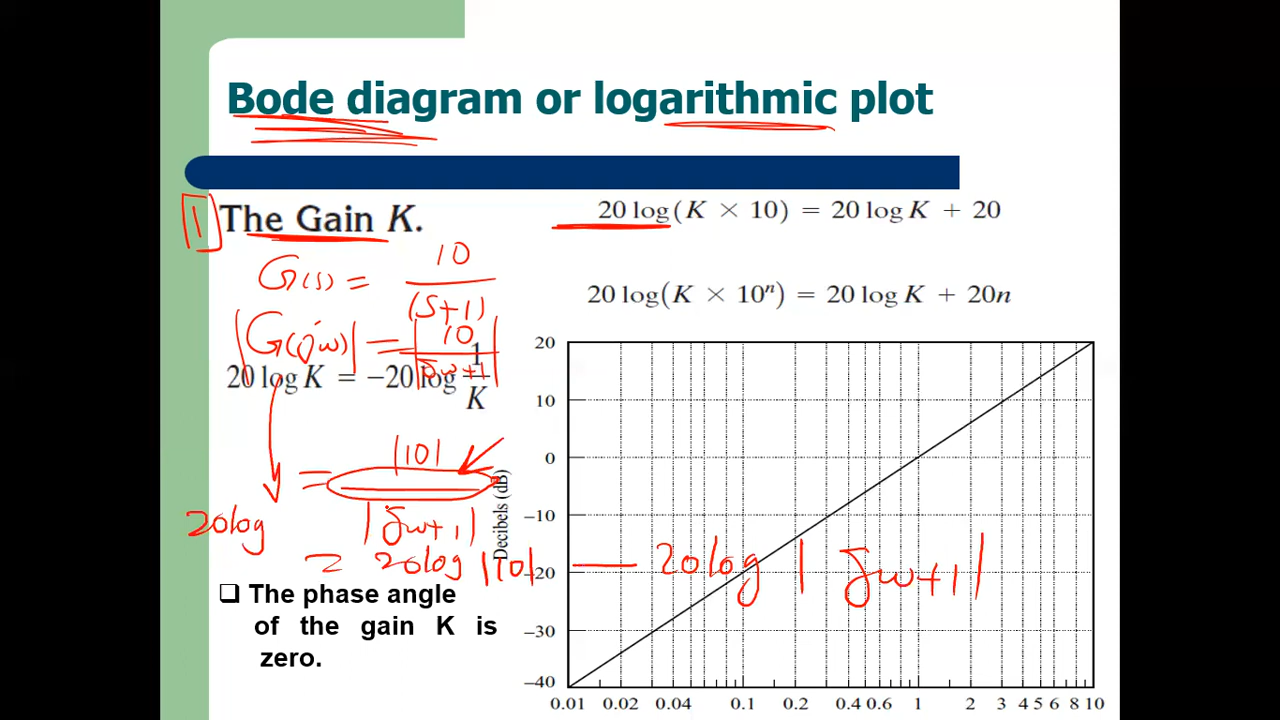 Bode diagram or logarithmic plot
1 The Gain K.
20 log(K × 10) = 20 log K + 20
G(s) = 10 / (s+1)
20 log(K × 10ⁿ) = 20 log K + 20n
|G(jω)| = |10 / jω+1|
20 log K = −20 log 1/K
= |10| / |jω+1|
20log
= 20log |10| — 20log | jω+1 |
❑ The phase angle
of the gain K is
zero.
Decibels (dB)
20
10
0
−10
−20
−30
−40
0.01 0.02 0.04 0.1 0.2 0.4 0.6 1 2 3 4 5 6 8 10